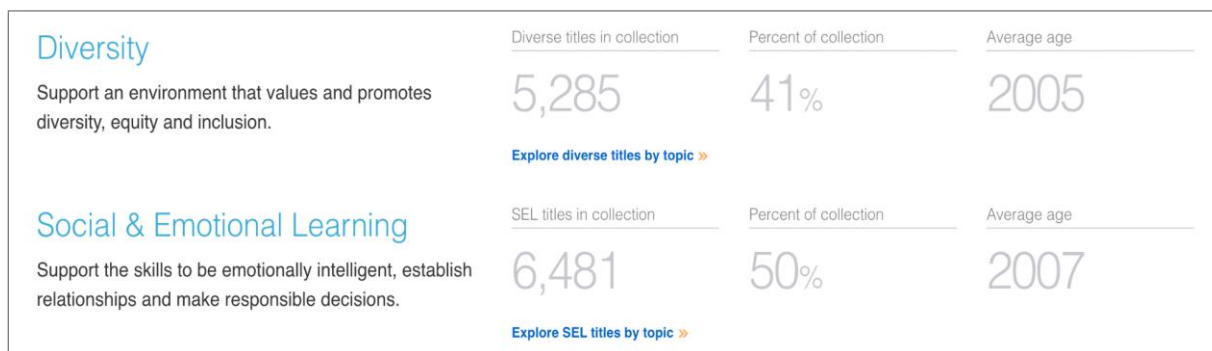 Diversity
Support an environment that values and promotes
diversity, equity and inclusion.
Diverse titles in collection
5,285
Explore diverse titles by topic »
Percent of collection
41%
Average age
2005
Social & Emotional Learning
Support the skills to be emotionally intelligent, establish
relationships and make responsible decisions.
SEL titles in collection
6,481
Explore SEL titles by topic »
Percent of collection
50%
Average age
2007